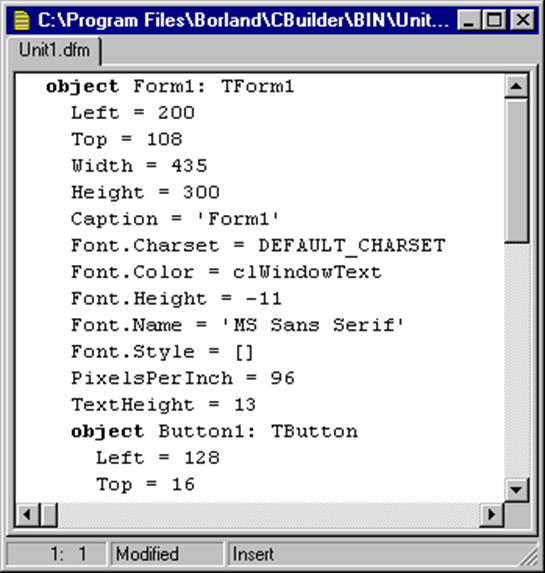 C:\Program Files\Borland\CBuilder\BIN\Unit...
Unit1.dfm
object Form1: TForm1
Left = 200
Top = 108
Width = 435
Height = 300
Caption = 'Form1'
Font.Charset = DEFAULT_CHARSET
Font.Color = clWindowText
Font.Height = -11
Font.Name = 'MS Sans Serif'
Font.Style = []
PixelsPerInch = 96
TextHeight = 13
object Button1: TButton
Left = 128
Top = 16
1: 1 Modified Insert